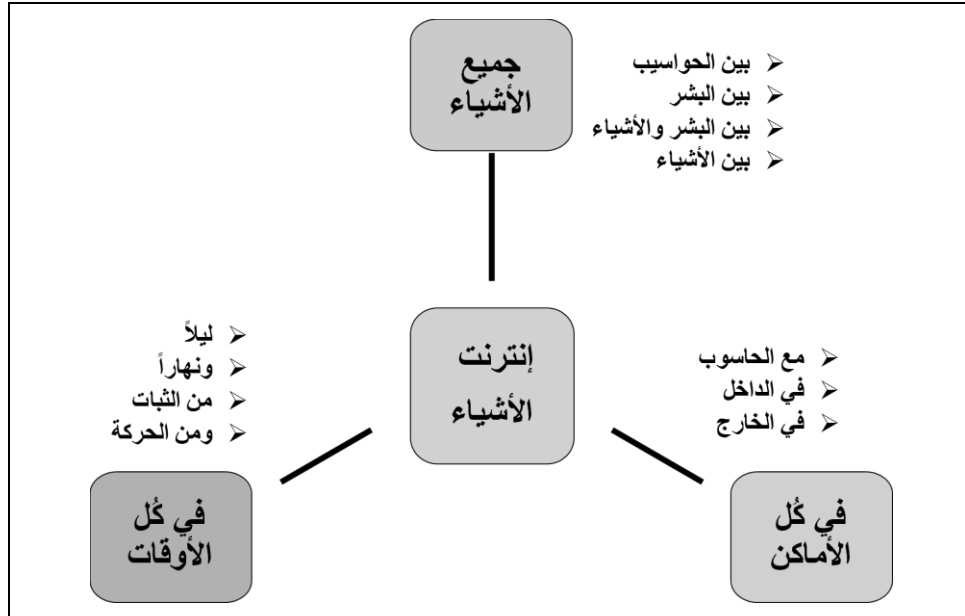 جميع
الأشياء
بين الحواسيب
بين البشر
بين البشر والأشياء
بين الأشياء
إنترنت
الأشياء
مع الحاسوب
في الداخل
في الخارج
في كُل
الأماكن
ليلاً
ونهاراً
من الثبات
ومن الحركة
في كُل
الأوقات